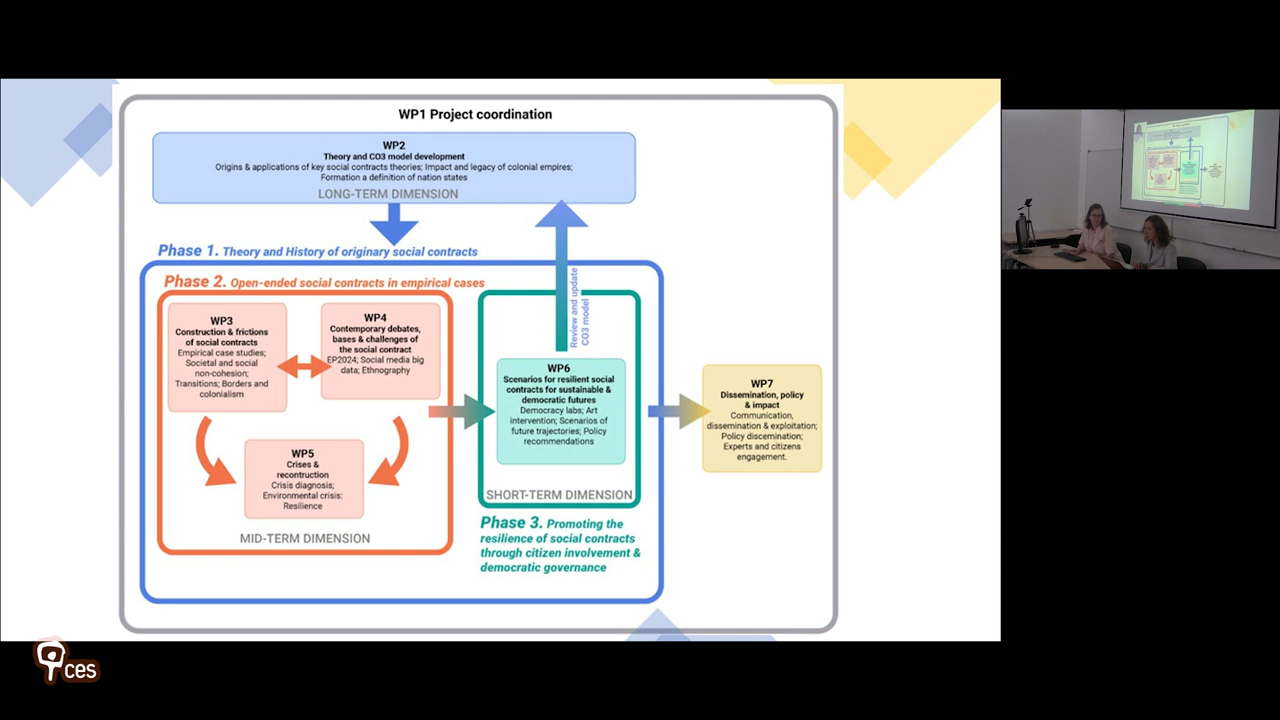 WP1 Project coordination
WP2
Theory and CO3 model development
Origins & applications of key social contracts theories; Impact and legacy of colonial empires;
Formation a definition of nation states
LONG-TERM DIMENSION
Phase 1. Theory and History of originary social contracts
Phase 2. Open-ended social contracts in empirical cases
WP3
Construction & frictions
of social contracts
Empirical case studies;
Societal and social
non-cohesion;
Transitions; Borders and
colonialism
WP4
Contemporary debates,
bases & challenges of
the social contract
EP2024; Social media big
data; Ethnography
WP5
Crises &
recontruction
Crisis diagnosis;
Environmental crisis:
Resilience
MID-TERM DIMENSION
Review and update
CO3 model
WP6
Scenarios for resilient social
contracts for sustainable &
democratic futures
Democracy labs; Art
intervention; Scenarios of
future trajectories; Policy
recommendations
SHORT-TERM DIMENSION
Phase 3. Promoting the
resilience of social contracts
through citizen involvement &
democratic governance
WP7
Dissemination, policy
& impact
Communication,
dissemination & exploitation;
Policy discemination;
Experts and citizens
engagement.
ces